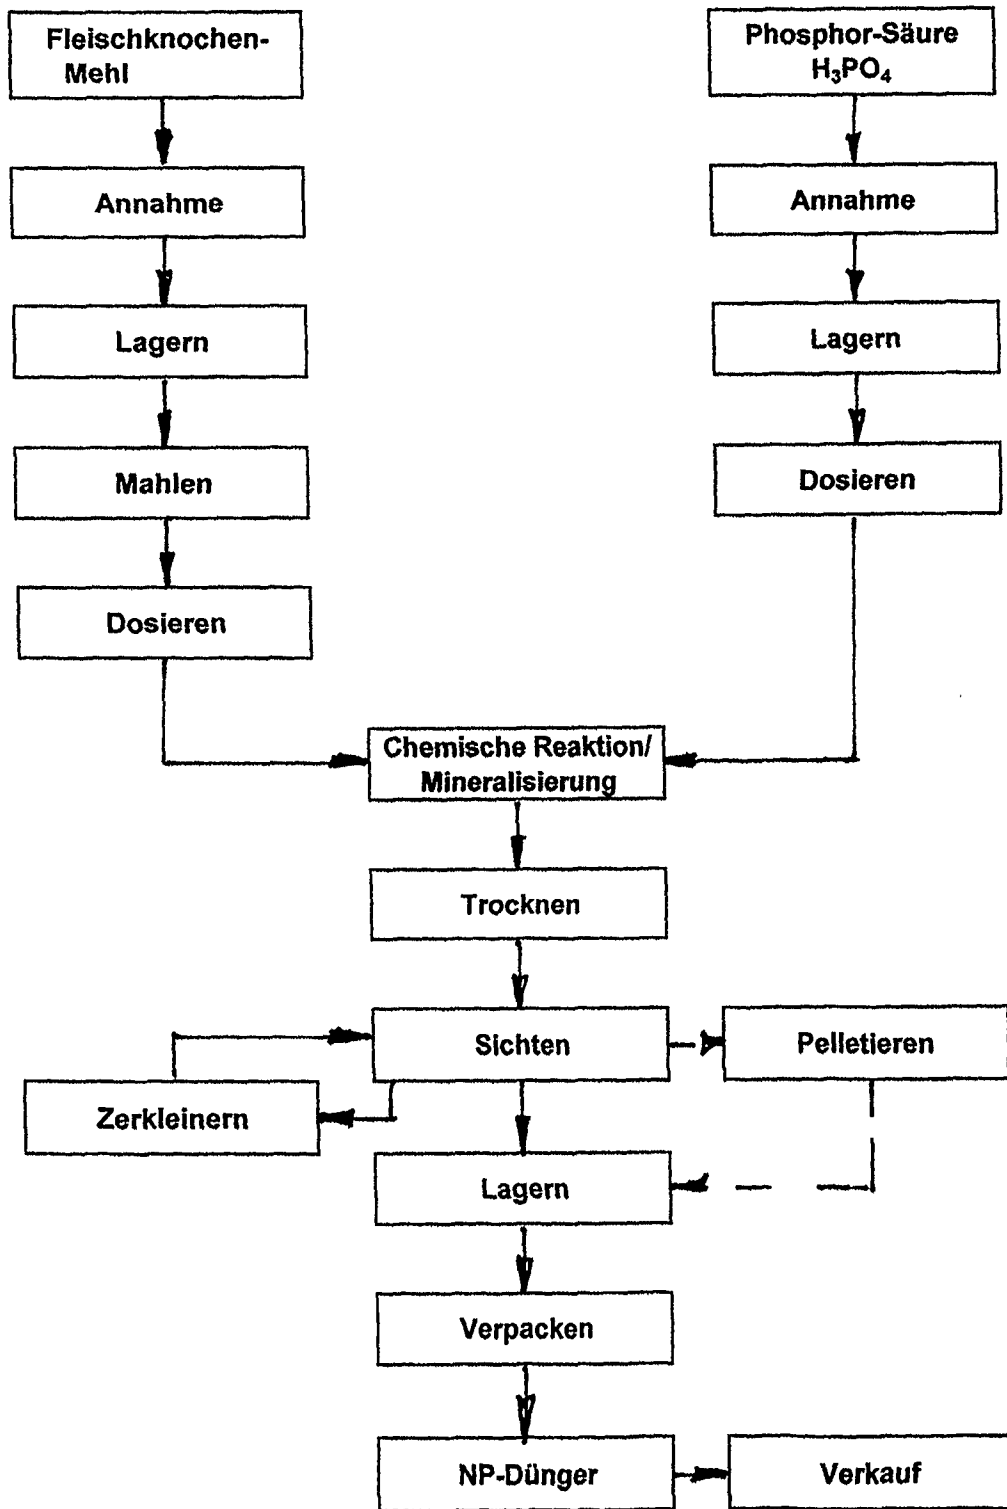 Fleischknochen-
Mehl
Phosphor-Säure
H₃PO₄
Annahme
Annahme
Lagern
Lagern
Mahlen
Dosieren
Dosieren
Chemische Reaktion/
Mineralisierung
Trocknen
Sichten
Pelletieren
Zerkleinern
Lagern
Verpacken
NP-Dünger
Verkauf